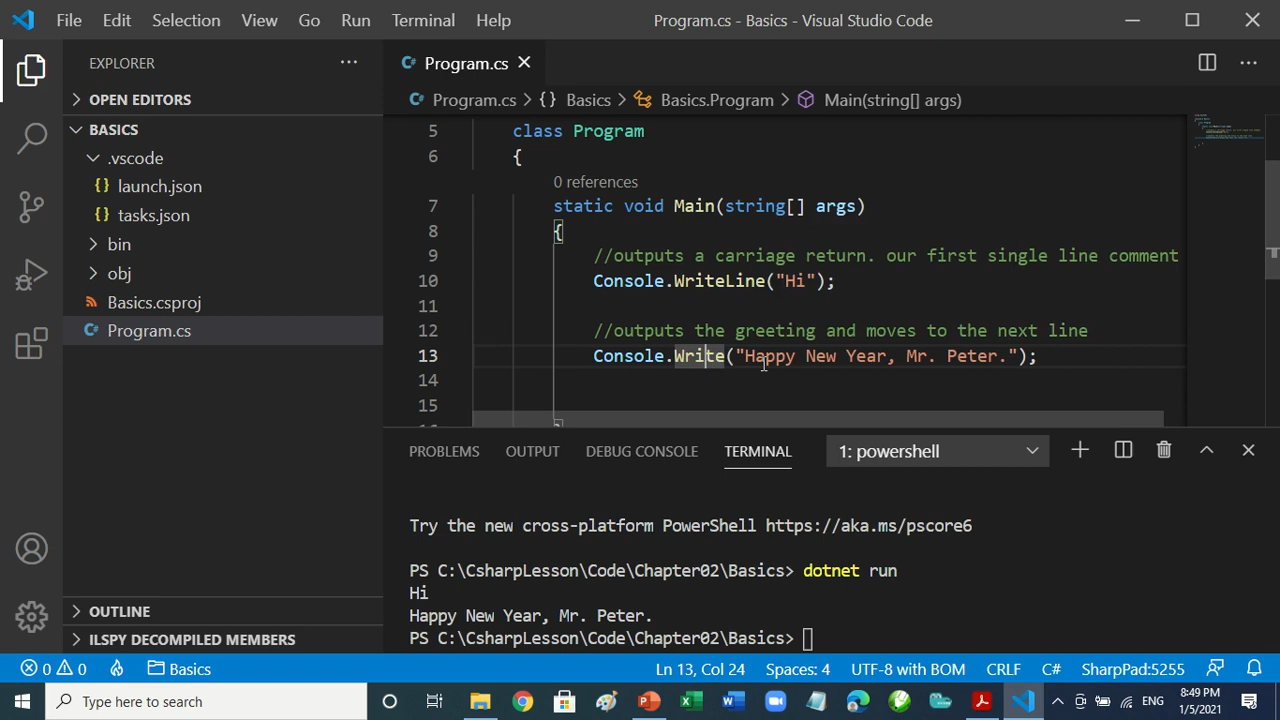 File Edit Selection View Go Run Terminal Help Program.cs - Basics - Visual Studio Code
EXPLORER
OPEN EDITORS
BASICS
.vscode
{} launch.json
{} tasks.json
bin
obj
Basics.csproj
C# Program.cs
OUTLINE
ILSPY DECOMPILED MEMBERS
C# Program.cs
C# Program.cs > {} Basics > Basics.Program > Main(string[] args)
5 class Program
6 {
0 references
7 static void Main(string[] args)
8 {
9 //outputs a carriage return. our first single line comment
10 Console.WriteLine("Hi");
11
12 //outputs the greeting and moves to the next line
13 Console.Write("Happy New Year, Mr. Peter.");
14
15
PROBLEMS OUTPUT DEBUG CONSOLE TERMINAL 1: powershell
Try the new cross-platform PowerShell https://aka.ms/pscore6
PS C:\CsharpLesson\Code\Chapter02\Basics> dotnet run
Hi
Happy New Year, Mr. Peter.
PS C:\CsharpLesson\Code\Chapter02\Basics>
0 0 Basics Ln 13, Col 24 Spaces: 4 UTF-8 with BOM CRLF C# SharpPad:5255
Type here to search
ENG
8:49 PM
1/5/2021